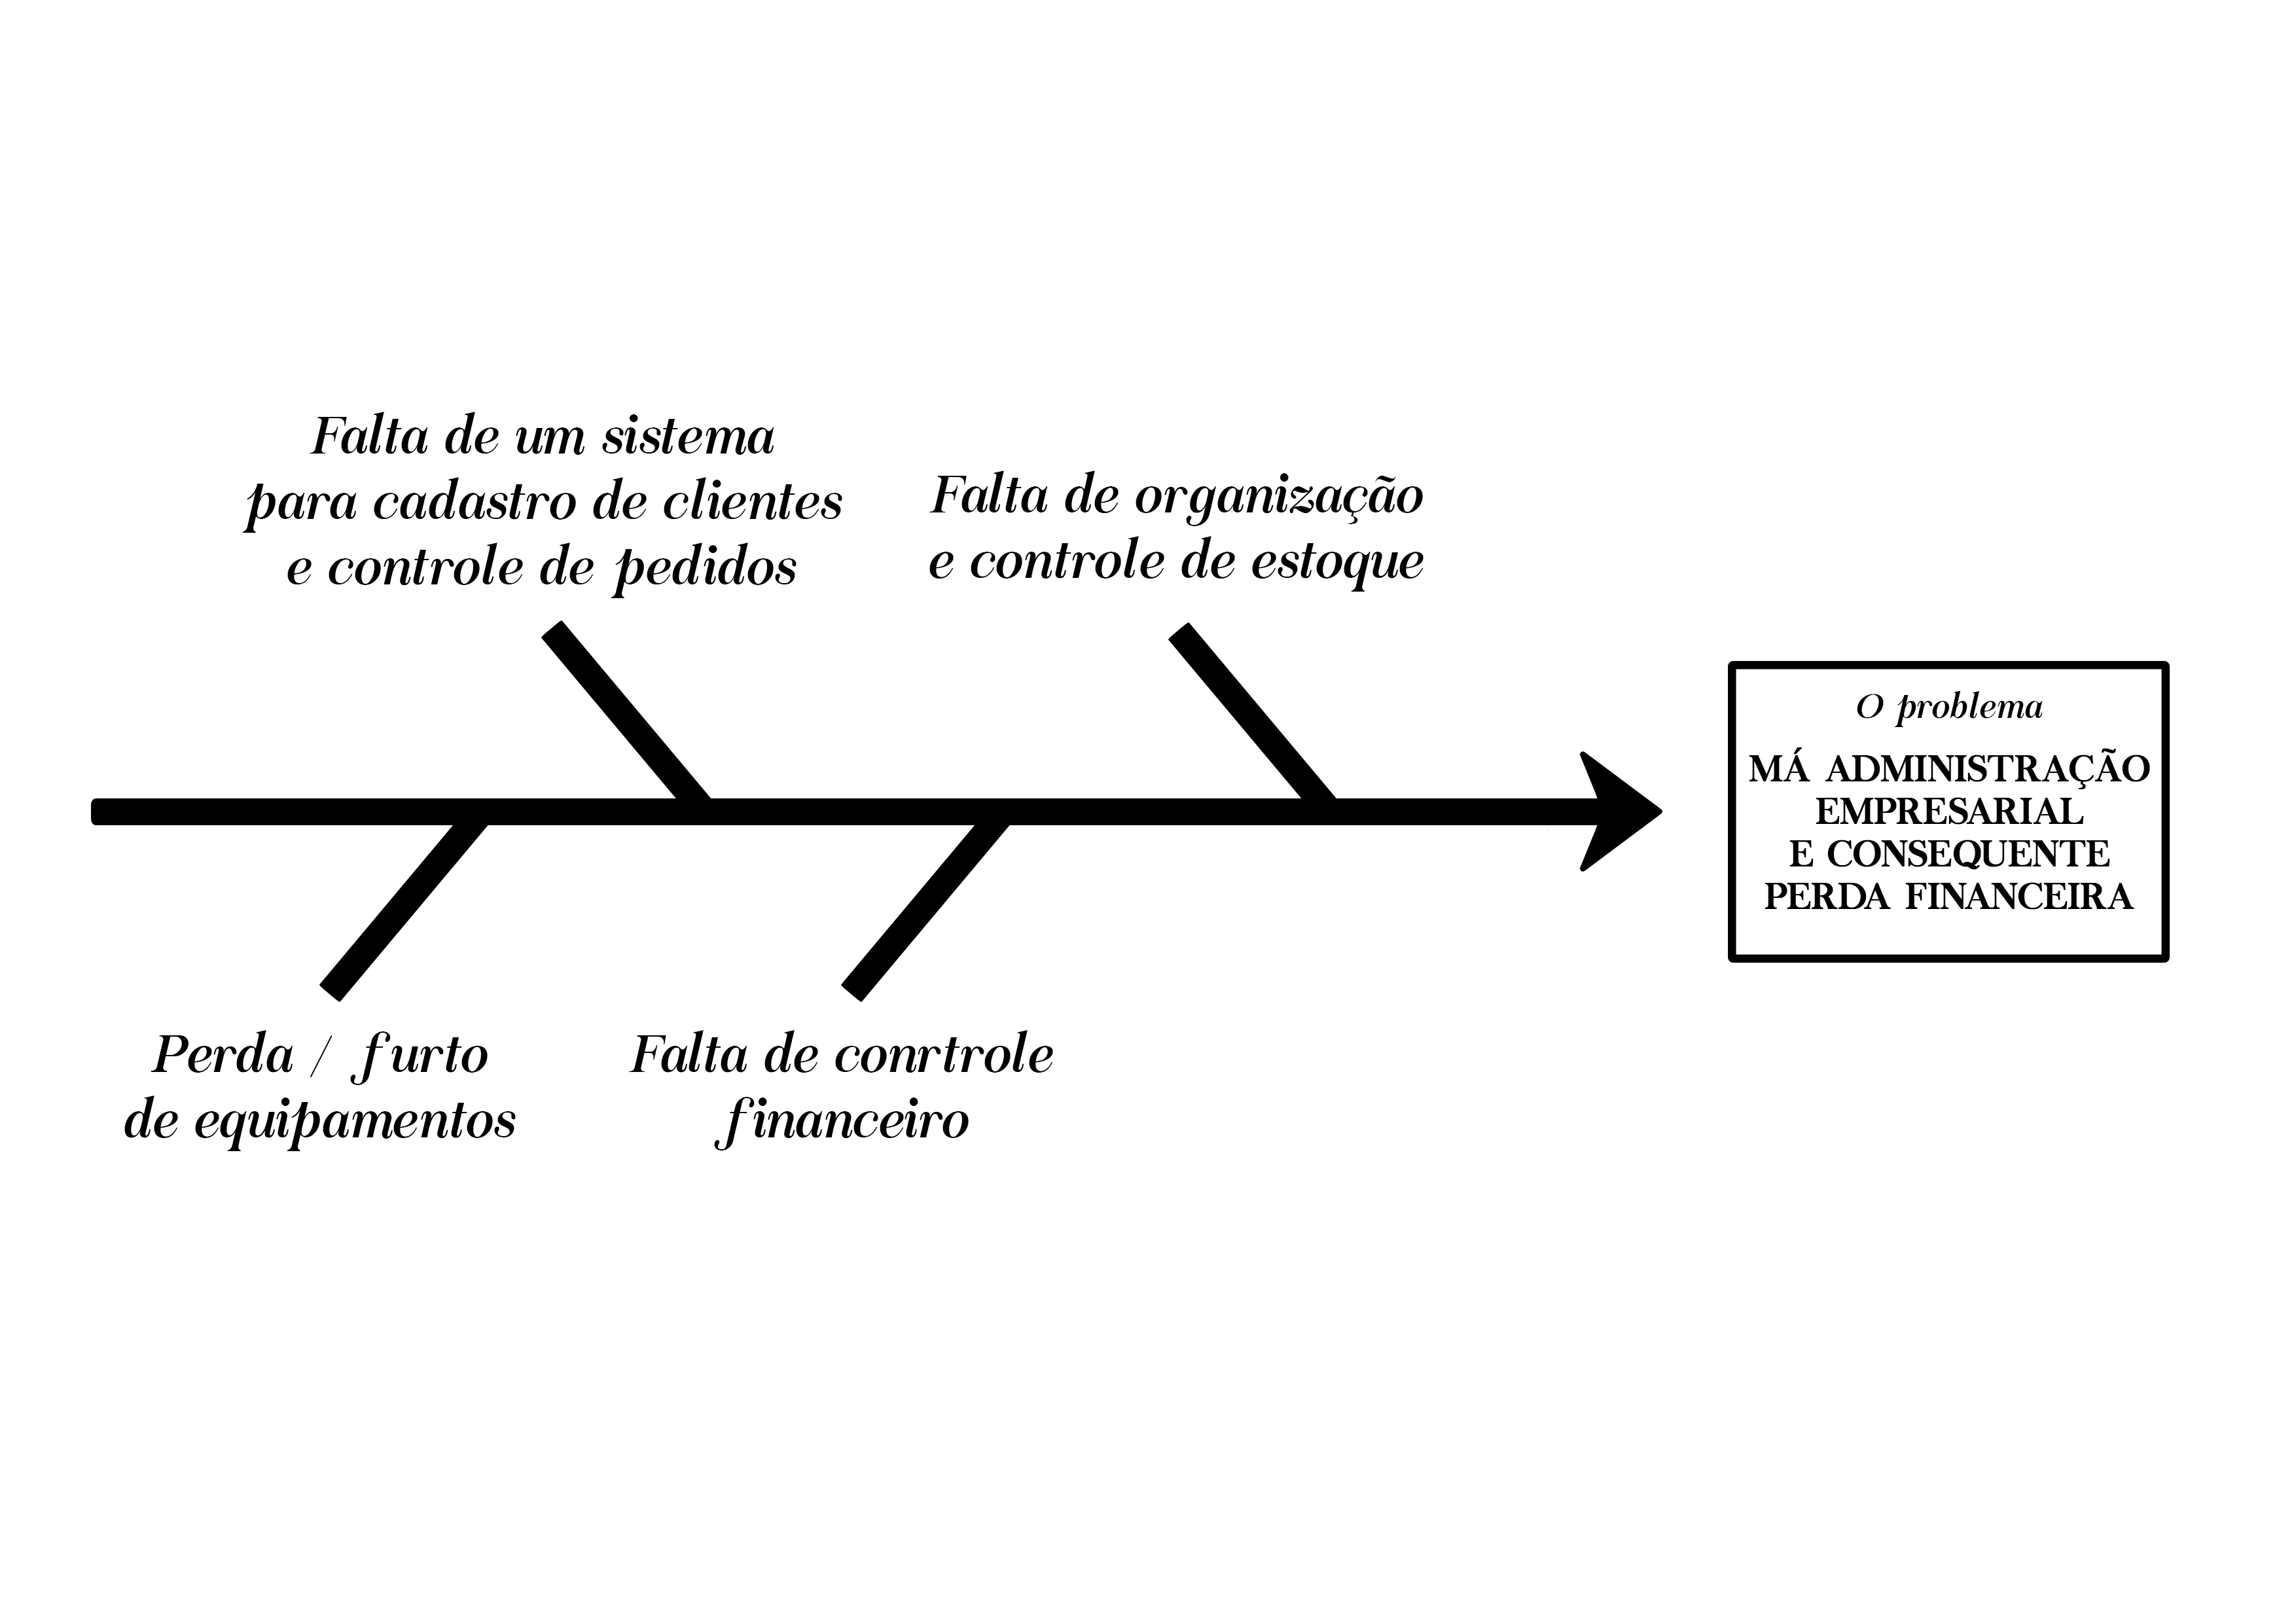 Falta de um sistema
para cadastro de clientes
e controle de pedidos
Falta de organização
e controle de estoque
O problema
MÁ ADMINISTRAÇÃO
EMPRESARIAL
E CONSEQUENTE
PERDA FINANCEIRA
Perda / furto
de equipamentos
Falta de conrtrole
financeiro